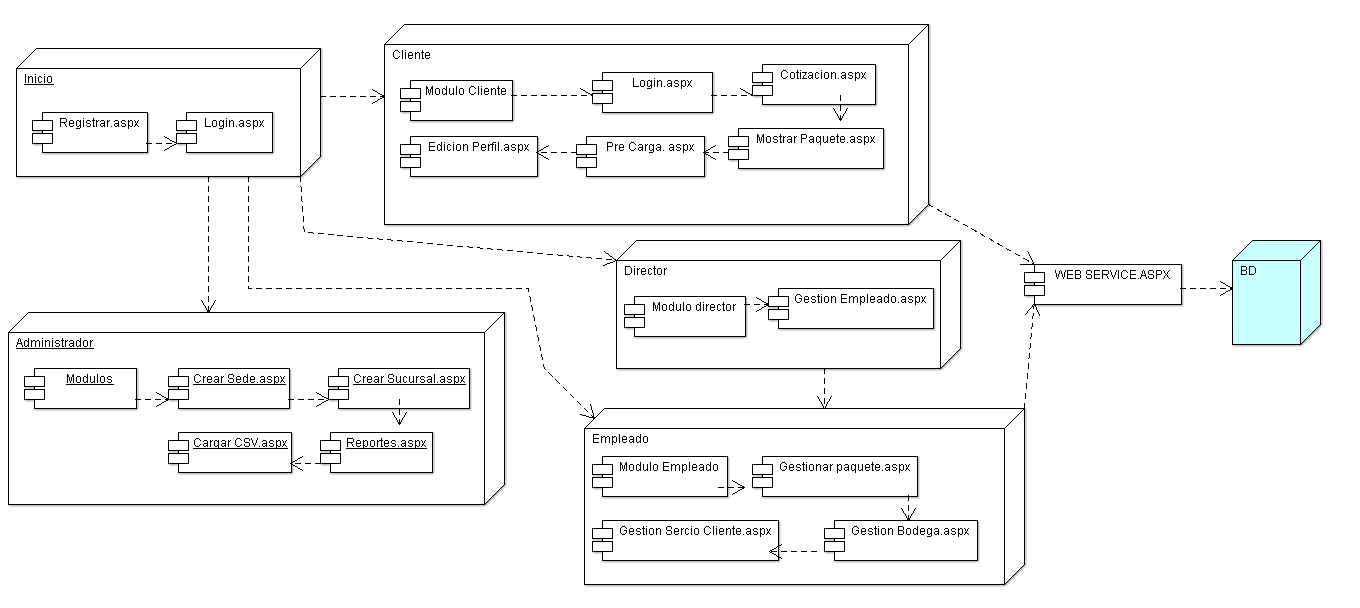 Inicio
Registrar.aspx
Login.aspx
Cliente
Modulo Cliente
Login.aspx
Cotizacion.aspx
Edicion Perfil.aspx
Pre Carga. aspx
Mostrar Paquete.aspx
Director
Modulo director
Gestion Empleado.aspx
WEB SERVICE.ASPX
BD
Administrador
Modulos
Crear Sede.aspx
Crear Sucursal.aspx
Cargar CSV.aspx
Reportes.aspx
Empleado
Modulo Empleado
Gestionar paquete.aspx
Gestion Sercio Cliente.aspx
Gestion Bodega.aspx